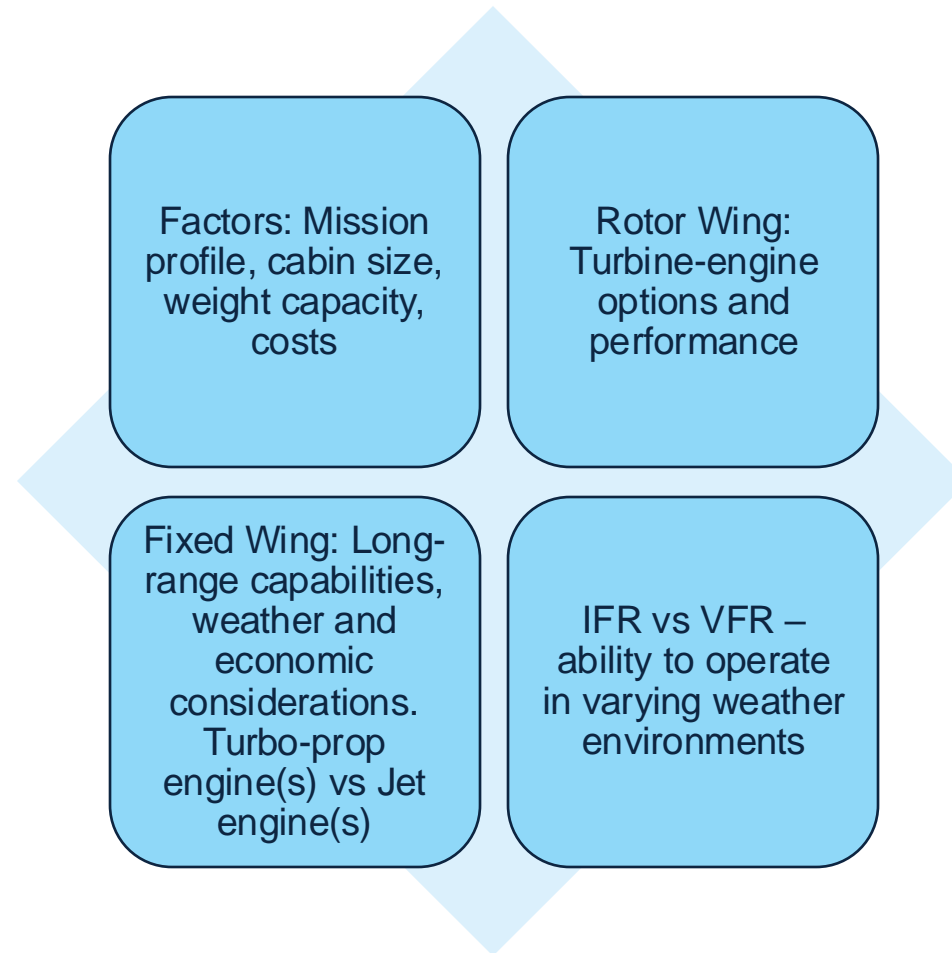 Factors: Mission
profile, cabin size,
weight capacity,
costs
Rotor Wing:
Turbine-engine
options and
performance
Fixed Wing: Long-
range capabilities,
weather and
economic
considerations.
Turbo-prop
engine(s) vs Jet
engine(s)
IFR vs VFR –
ability to operate
in varying weather
environments